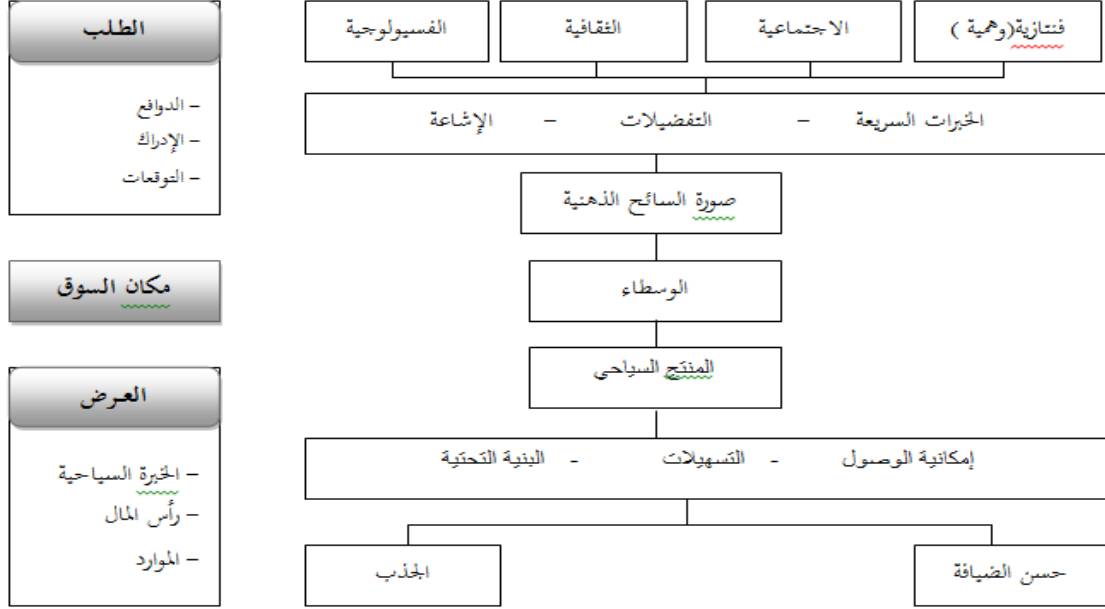 فنتازية(وهمية )
الاجتماعية
الثقافية
الفسيولوجية
الطلب
- الدوافع
- الإدراك
- التوقعات
الخبرات السريعة - التفضيلات - الإشاعة
صورة السائح الذهنية
الوسطاء
مكان السوق
المنتج السياحي
العرض
- الخبرة السياحية
- رأس المال
- الموارد
إمكانية الوصول - التسهيلات - البنية التحتية
حسن الضيافة
الجذب